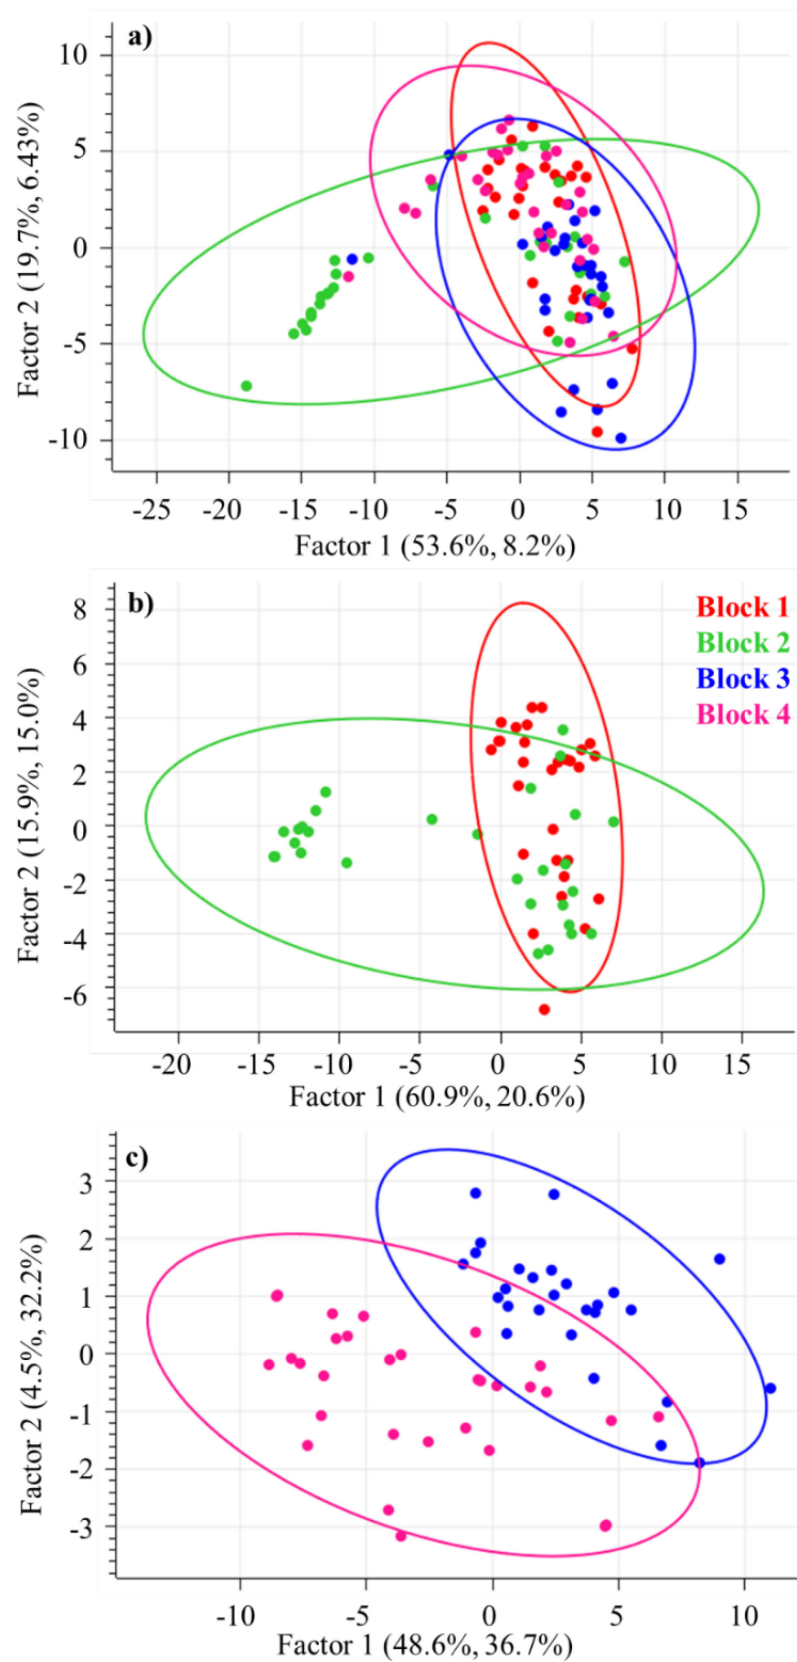 a)
10
5
0
-5
-10
Factor 2 (19.7%, 6.43%)
-25 -20 -15 -10 -5 0 5 10 15
Factor 1 (53.6%, 8.2%)
b)
Block 1
Block 2
Block 3
Block 4
8
6
4
2
0
-2
-4
-6
Factor 2 (15.9%, 15.0%)
-20 -15 -10 -5 0 5 10 15
Factor 1 (60.9%, 20.6%)
c)
3
2
1
0
-1
-2
-3
Factor 2 (4.5%, 32.2%)
-10 -5 0 5 10
Factor 1 (48.6%, 36.7%)